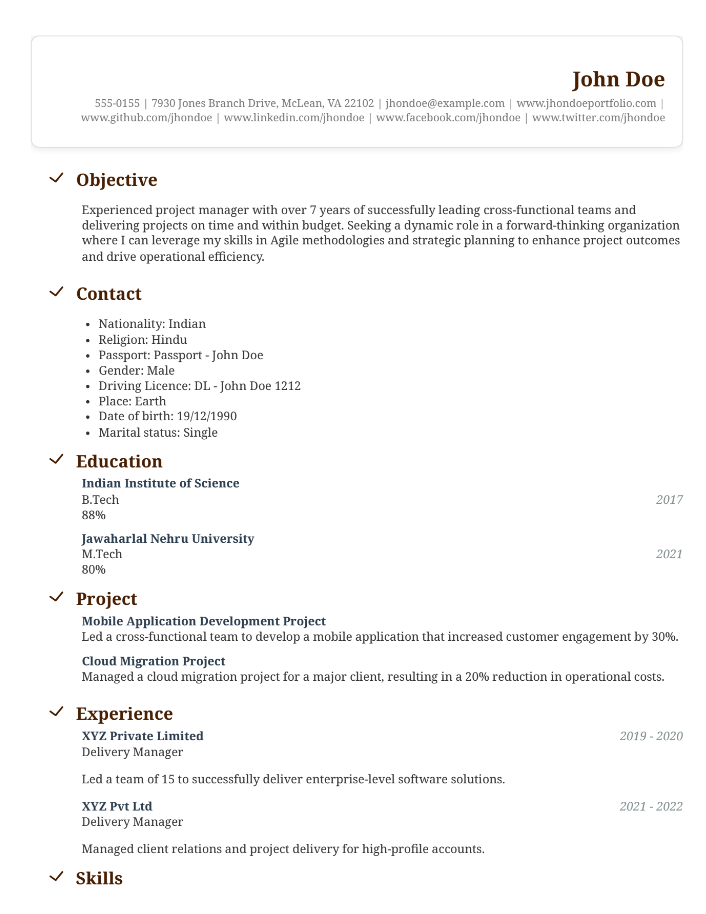 John Doe
555-0155 | 7930 Jones Branch Drive, McLean, VA 22102 | jhondoe@example.com | www.jhondoeportfolio.com |
www.github.com/jhondoe | www.linkedin.com/jhondoe | www.facebook.com/jhondoe | www.twitter.com/jhondoe
Objective
Experienced project manager with over 7 years of successfully leading cross-functional teams and
delivering projects on time and within budget. Seeking a dynamic role in a forward-thinking organization
where I can leverage my skills in Agile methodologies and strategic planning to enhance project outcomes
and drive operational efficiency.
Contact
• Nationality: Indian
• Religion: Hindu
• Passport: Passport - John Doe
• Gender: Male
• Driving Licence: DL - John Doe 1212
• Place: Earth
• Date of birth: 19/12/1990
• Marital status: Single
Education
Indian Institute of Science
B.Tech 2017
88%
Jawaharlal Nehru University
M.Tech 2021
80%
Project
Mobile Application Development Project
Led a cross-functional team to develop a mobile application that increased customer engagement by 30%.
Cloud Migration Project
Managed a cloud migration project for a major client, resulting in a 20% reduction in operational costs.
Experience
XYZ Private Limited 2019 - 2020
Delivery Manager
Led a team of 15 to successfully deliver enterprise-level software solutions.
XYZ Pvt Ltd 2021 - 2022
Delivery Manager
Managed client relations and project delivery for high-profile accounts.
Skills